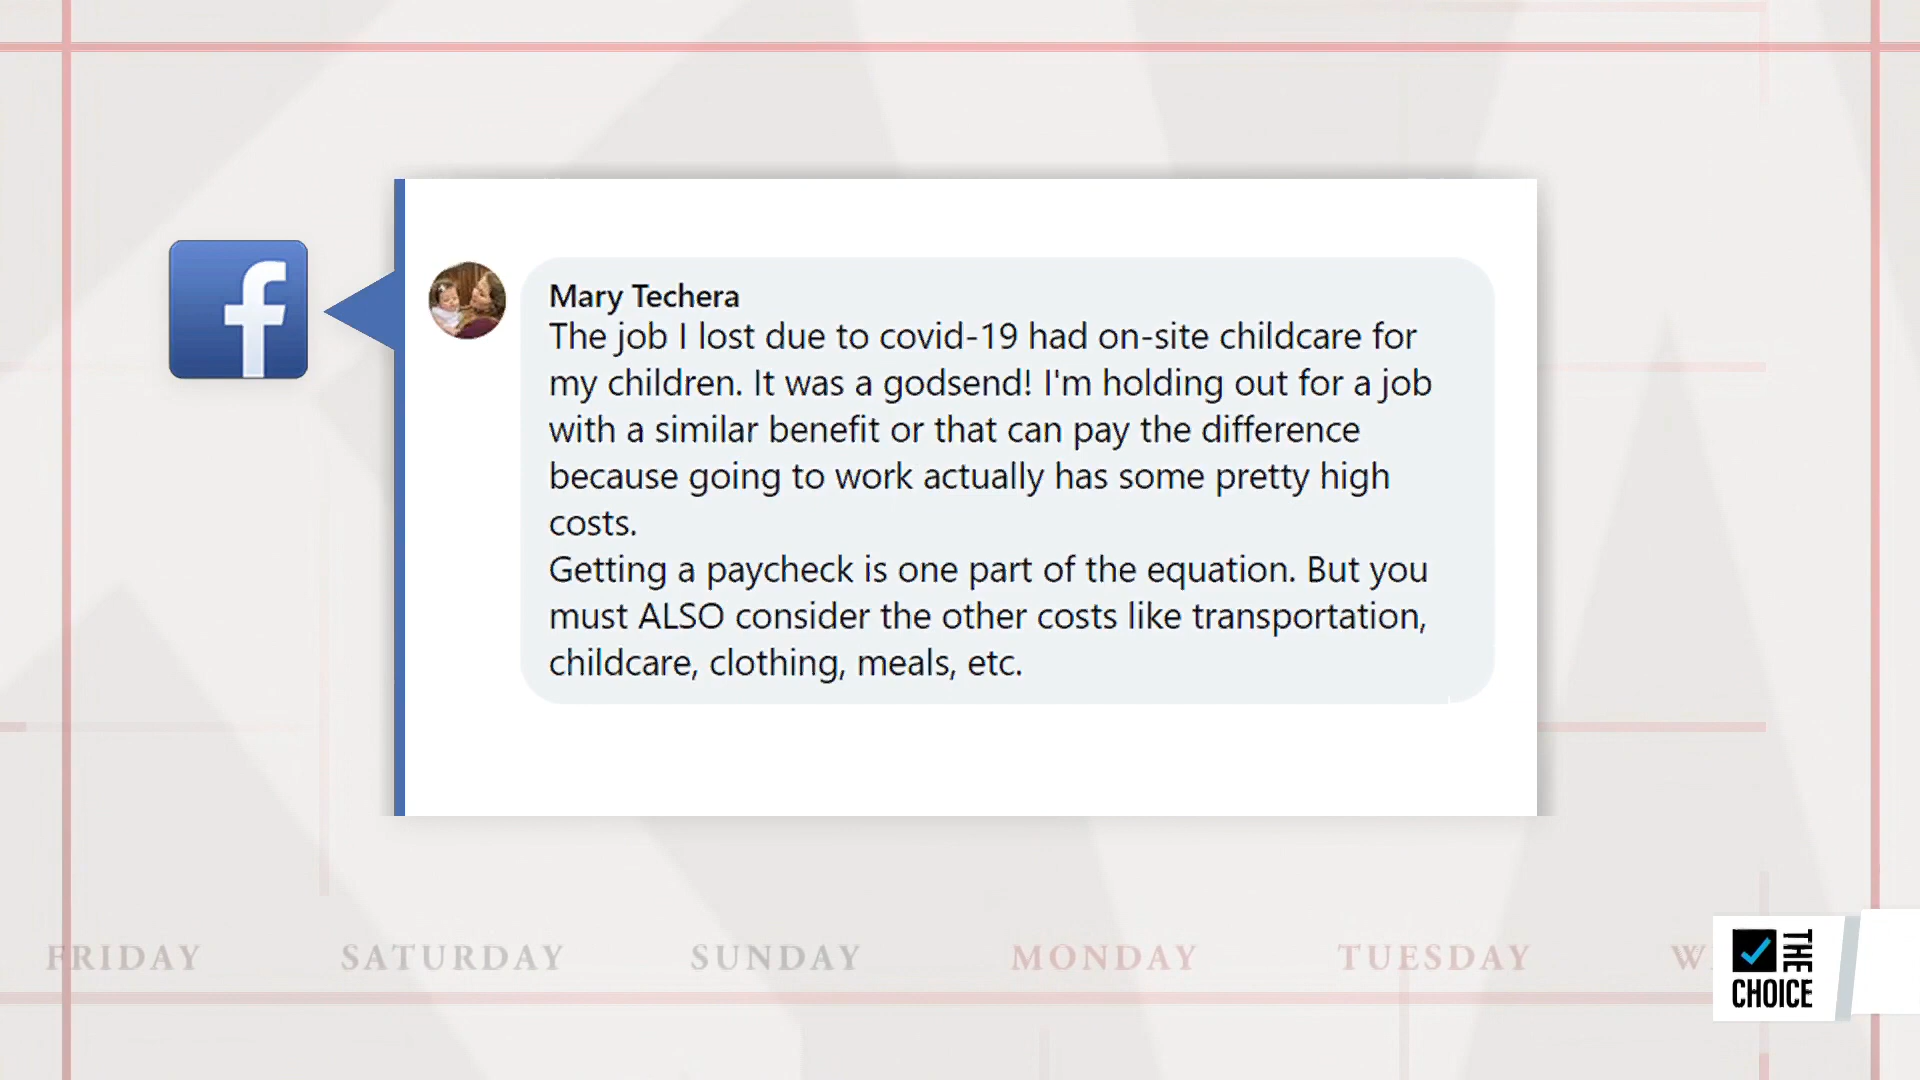 Mary Techera
The job I lost due to covid-19 had on-site childcare for
my children. It was a godsend! I'm holding out for a job
with a similar benefit or that can pay the difference
because going to work actually has some pretty high
costs.
Getting a paycheck is one part of the equation. But you
must ALSO consider the other costs like transportation,
childcare, clothing, meals, etc.
FRIDAY SATURDAY SUNDAY MONDAY TUESDAY
THE
CHOICE